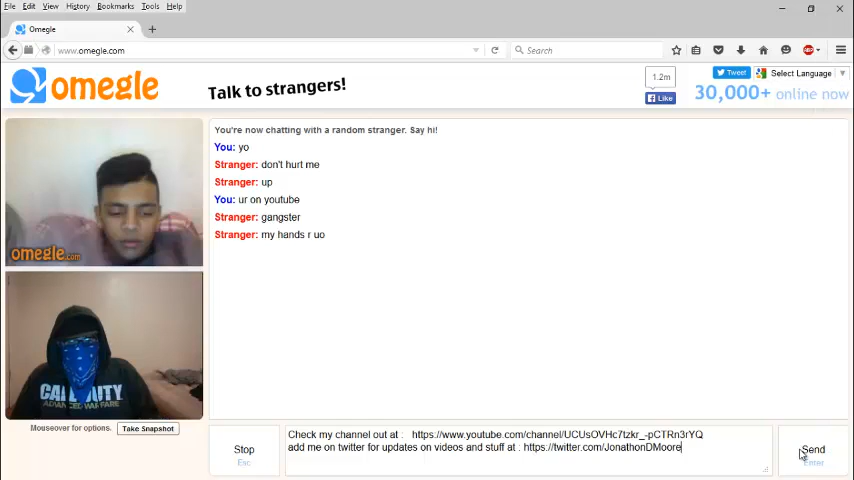 File Edit View History Bookmarks Tools Help
Omegle
www.omegle.com
Search
omegle
Talk to strangers!
1.2m
Like
Tweet
Select Language
30,000+ online now
You're now chatting with a random stranger. Say hi!
You: yo
Stranger: don't hurt me
Stranger: up
You: ur on youtube
Stranger: gangster
Stranger: my hands r uo
omegle.com
CALL OF DUTY
ADVANCED WARFARE
Mouseover for options.
Take Snapshot
Stop
Esc
Check my channel out at : https://www.youtube.com/channel/UCUsOVHc7tzkr_-pCTRn3rYQ
add me on twitter for updates on videos and stuff at : https://twitter.com/JonathonDMoore
Send
Enter